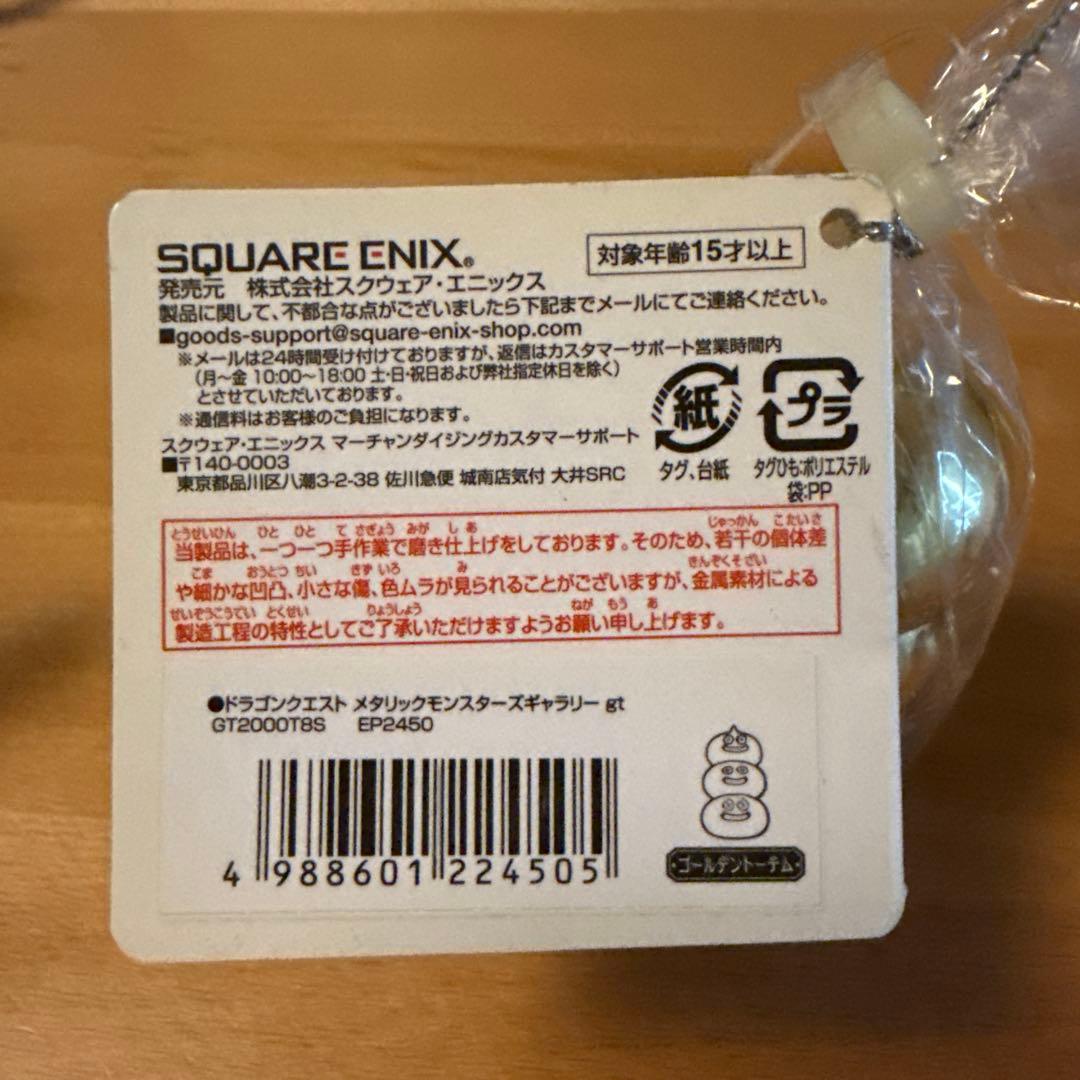 SQUARE ENIX®
対象年齢15才以上
発売元 株式会社スクウェア・エニックス
製品に関して、不都合な点がございましたら下記までメールにてご連絡ください。
■goods-support@square-enix-shop.com
※メールは24時間受け付けておりますが、返信はカスタマーサポート営業時間内
(月~金 10:00~18:00 土・日・祝日および弊社指定休日を除く)
とさせていただいております。
※通信料はお客様のご負担になります。
スクウェア・エニックス マーチャンダイジングカスタマーサポート
■〒140-0003
東京都品川区八潮3-2-38 佐川急便 城南店気付 大井SRC
紙
タグ、台紙
プラ
タグひも:ポリエステル
袋:PP
とうせいひん ひと ひと て さぎょう みが し あ じゃっかん こたいさ
当製品は、一つ一つ手作業で磨き仕上げをしております。そのため、若干の個体差
こま おうとつ ちい きず いろ み きんぞくそざい
や細かな凹凸、小さな傷、色ムラが見られることがございますが、金属素材による
せいぞうこうてい とくせい りょうしょう ねが もう あ
製造工程の特性としてご了承いただけますようお願い申し上げます。
●ドラゴンクエスト メタリックモンスターズギャラリー gt
GT2000T8S EP2450
4 988601 224505
ゴールデントーテム